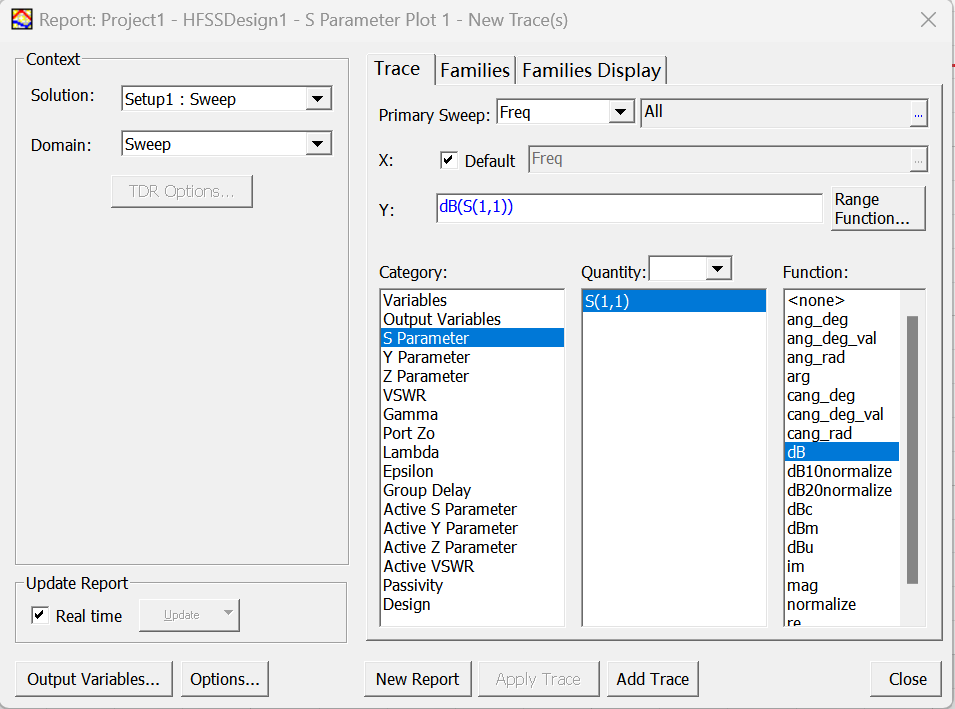 Report: Project1 - HFSSDesign1 - S Parameter Plot 1 - New Trace(s)
Context
Solution: Setup1 : Sweep
Domain: Sweep
TDR Options...
Update Report
Real time Update
Output Variables... Options...
Trace Families Families Display
Primary Sweep: Freq All ...
X: Default Freq ...
Y: dB(S(1,1)) Range
Function...
Category:
Variables
Output Variables
S Parameter
Y Parameter
Z Parameter
VSWR
Gamma
Port Zo
Lambda
Epsilon
Group Delay
Active S Parameter
Active Y Parameter
Active Z Parameter
Active VSWR
Passivity
Design
Quantity:
S(1,1)
Function:
<none>
ang_deg
ang_deg_val
ang_rad
arg
cang_deg
cang_deg_val
cang_rad
dB
dB10normalize
dB20normalize
dBc
dBm
dBu
im
mag
normalize
re
New Report Apply Trace Add Trace Close